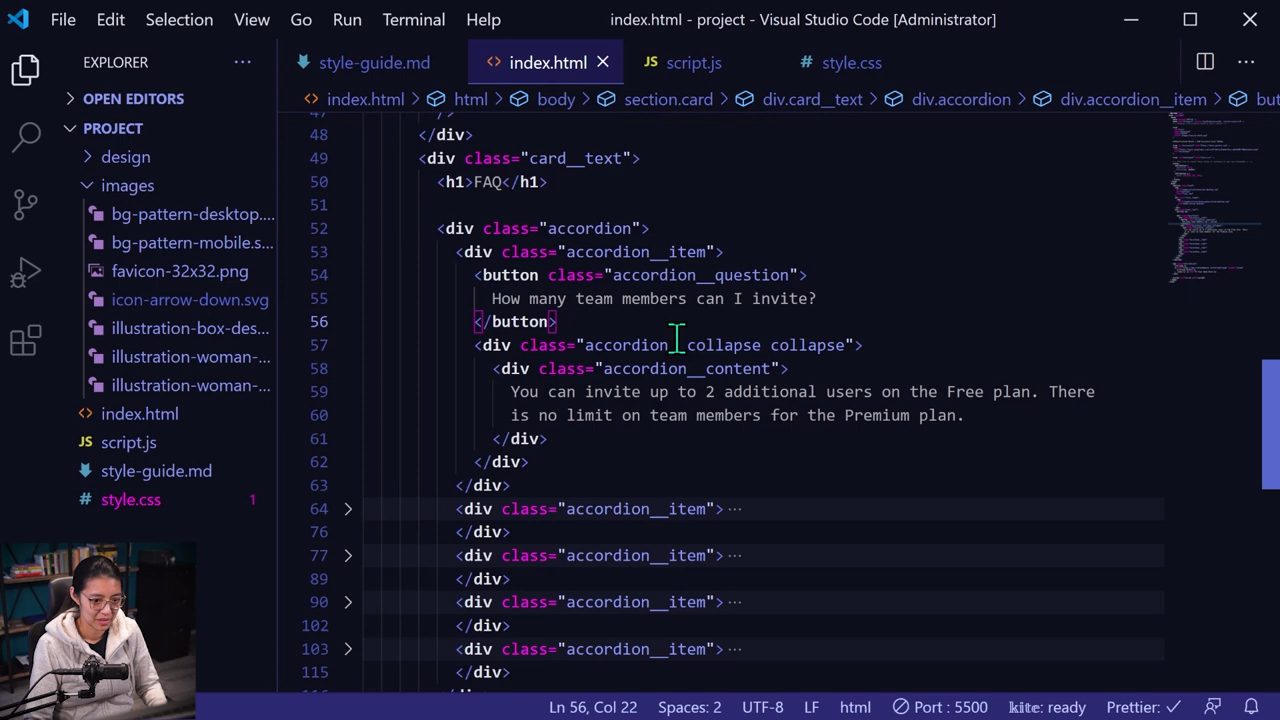 File Edit Selection View Go Run Terminal Help index.html - project - Visual Studio Code [Administrator]
EXPLORER ···
style-guide.md index.html script.js style.css ···
OPEN EDITORS
index.html html body section.card div.card__text div.accordion div.accordion__item but
PROJECT
design
images
bg-pattern-desktop....
bg-pattern-mobile.s...
favicon-32x32.png
icon-arrow-down.svg
illustration-box-des...
illustration-woman-...
illustration-woman-...
index.html
JS script.js
style-guide.md
# style.css 1
47 />
48 </div>
49 <div class="card__text">
50 <h1>FAQ</h1>
51
52 <div class="accordion">
53 <div class="accordion__item">
54 <button class="accordion__question">
55 How many team members can I invite?
56 </button>
57 <div class="accordion__collapse collapse">
58 <div class="accordion__content">
59 You can invite up to 2 additional users on the Free plan. There
60 is no limit on team members for the Premium plan.
61 </div>
62 </div>
63 </div>
64 <div class="accordion__item"> ···
76 </div>
77 <div class="accordion__item"> ···
89 </div>
90 <div class="accordion__item"> ···
102 </div>
103 <div class="accordion__item"> ···
115 </div>
Ln 56, Col 22 Spaces: 2 UTF-8 LF html Port : 5500 kite: ready Prettier: ✓